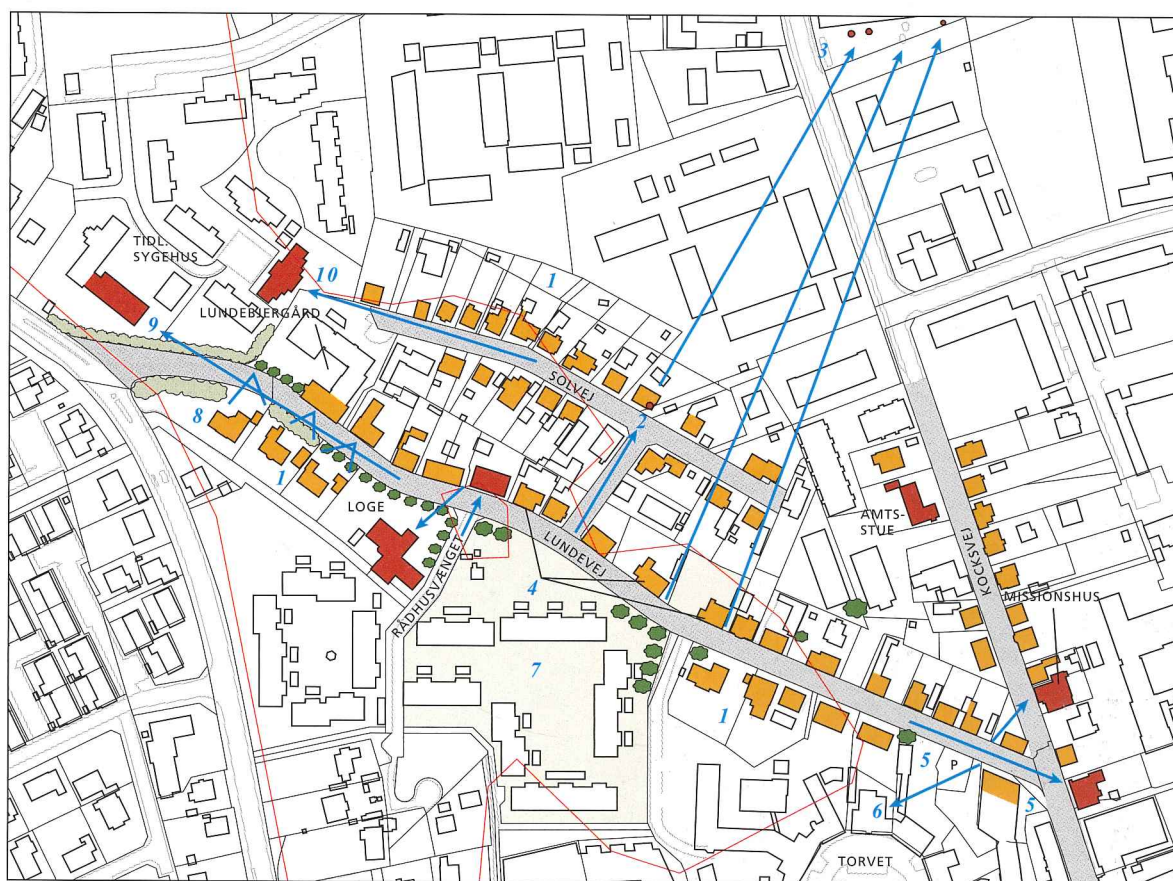 3
TIDL.
SYGEHUS
10
1
LUNDEBJERGÅRD
9
SOLVEJ
2
8
1
LOGE
AMTS-
STUE
KOCKSVEJ
LUNDEVEJ
RÅDHUSVÆNGE
4
MISSIONSHUS
7
1
5
P
6
5
TORVET